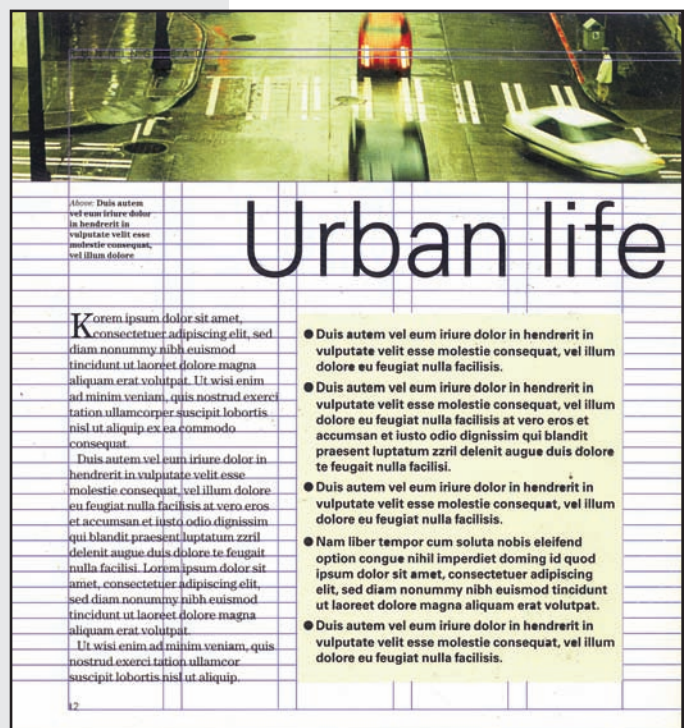 Above: Duis autem
vel eum iriure dolor
in hendrerit in
vulputate velit esse
molestie consequat,
vel illum dolore
Urban life
Korem ipsum dolor sit amet,
consectetuer adipiscing elit, sed
diam nonummy nibh euismod
tincidunt ut laoreet dolore magna
aliquam erat volutpat. Ut wisi enim
ad minim veniam, quis nostrud exerci
tation ullamcorper suscipit lobortis
nisl ut aliquip ex ea commodo
consequat.
Duis autem vel eum iriure dolor in
hendrerit in vulputate velit esse
molestie consequat, vel illum dolore
eu feugiat nulla facilisis at vero eros
et accumsan et iusto odio dignissim
qui blandit praesent luptatum zzril
delenit augue duis dolore te feugait
nulla facilisi. Lorem ipsum dolor sit
amet, consectetuer adipiscing elit,
sed diam nonummy nibh euismod
tincidunt ut laoreet dolore magna
aliquam erat volutpat.
Ut wisi enim ad minim veniam, quis
nostrud exerci tation ullamcor
suscipit lobortis nisl ut aliquip.
● Duis autem vel eum iriure dolor in hendrerit in
vulputate velit esse molestie consequat, vel illum
dolore eu feugiat nulla facilisis.
● Duis autem vel eum iriure dolor in hendrerit in
vulputate velit esse molestie consequat, vel illum
dolore eu feugiat nulla facilisis at vero eros et
accumsan et iusto odio dignissim qui blandit
praesent luptatum zzril delenit augue duis dolore
te feugait nulla facilisi.
● Duis autem vel eum iriure dolor in hendrerit in
vulputate velit esse molestie consequat, vel illum
dolore eu feugiat nulla facilisis.
● Nam liber tempor cum soluta nobis eleifend
option congue nihil imperdiet doming id quod
ipsum dolor sit amet, consectetuer adipiscing
elit, sed diam nonummy nibh euismod tincidunt
ut laoreet dolore magna aliquam erat volutpat.
● Duis autem vel eum iriure dolor in hendrerit in
vulputate velit esse molestie consequat, vel illum
dolore eu feugiat nulla facilisis.
12